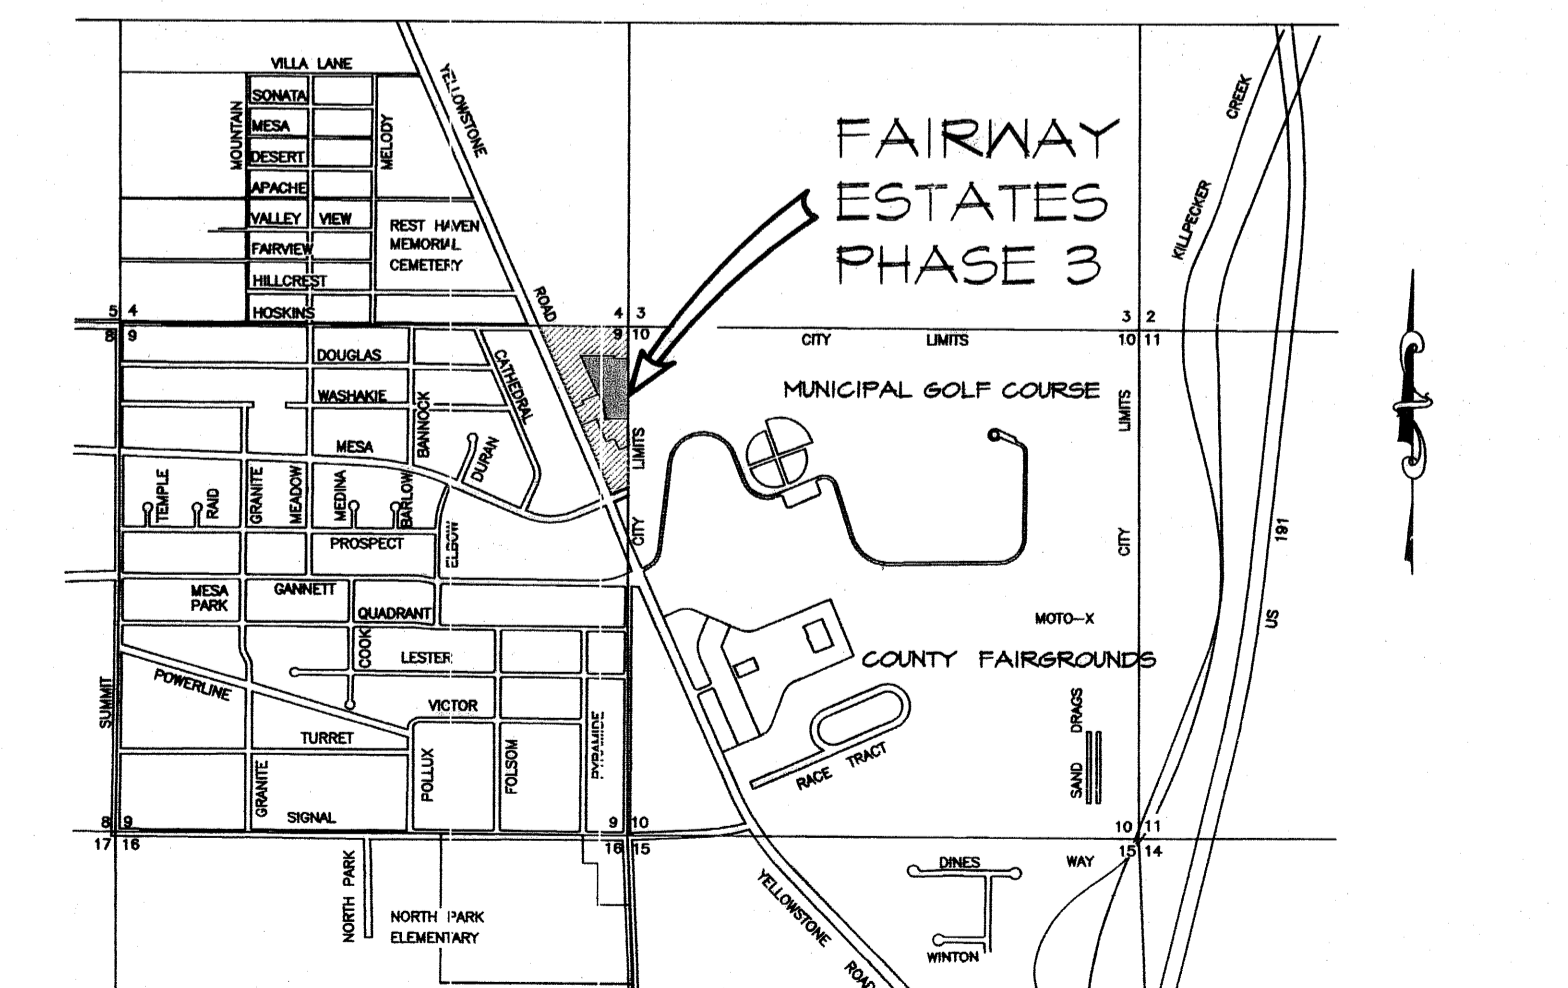 VILLA LANE
SONATA
MESA
DESERT
APACHE
VALLEY VIEW
FAIRVIEW
HILLCREST
HOSKINS
MOUNTAIN
MELODY
REST HAVEN
MEMORIAL
CEMETERY
YELLOWSTONE
ROAD
FAIRWAY
ESTATES
PHASE 3
KILLPECKER
CREEK
5 4
8 9
4 3
9 10
3 2
10 11
CITY LIMITS
MUNICIPAL GOLF COURSE
CITY LIMITS
CITY LIMITS
DOUGLAS
WASHAKIE
BANNOCK
CATHEDRAL
MESA
DURAN
TEMPLE
RAID
GRANITE
MEADOW
MEDINA
BARLOW
PROSPECT
ELBOW
MESA
PARK
GANNETT
QUADRANT
COOK
LESTER
POWERLINE
VICTOR
TURRET
SUMMIT
GRANITE
POLLUX
FOLSOM
PYRAMIDE
SIGNAL
MOTO-X
COUNTY FAIRGROUNDS
RACE TRACT
SAND DRAGS
US 191
8 9
17 16
9 10
16 15
10 11
15 14
NORTH PARK
NORTH PARK
ELEMENTARY
YELLOWSTONE
ROAD
DINES
WAY
WINTON